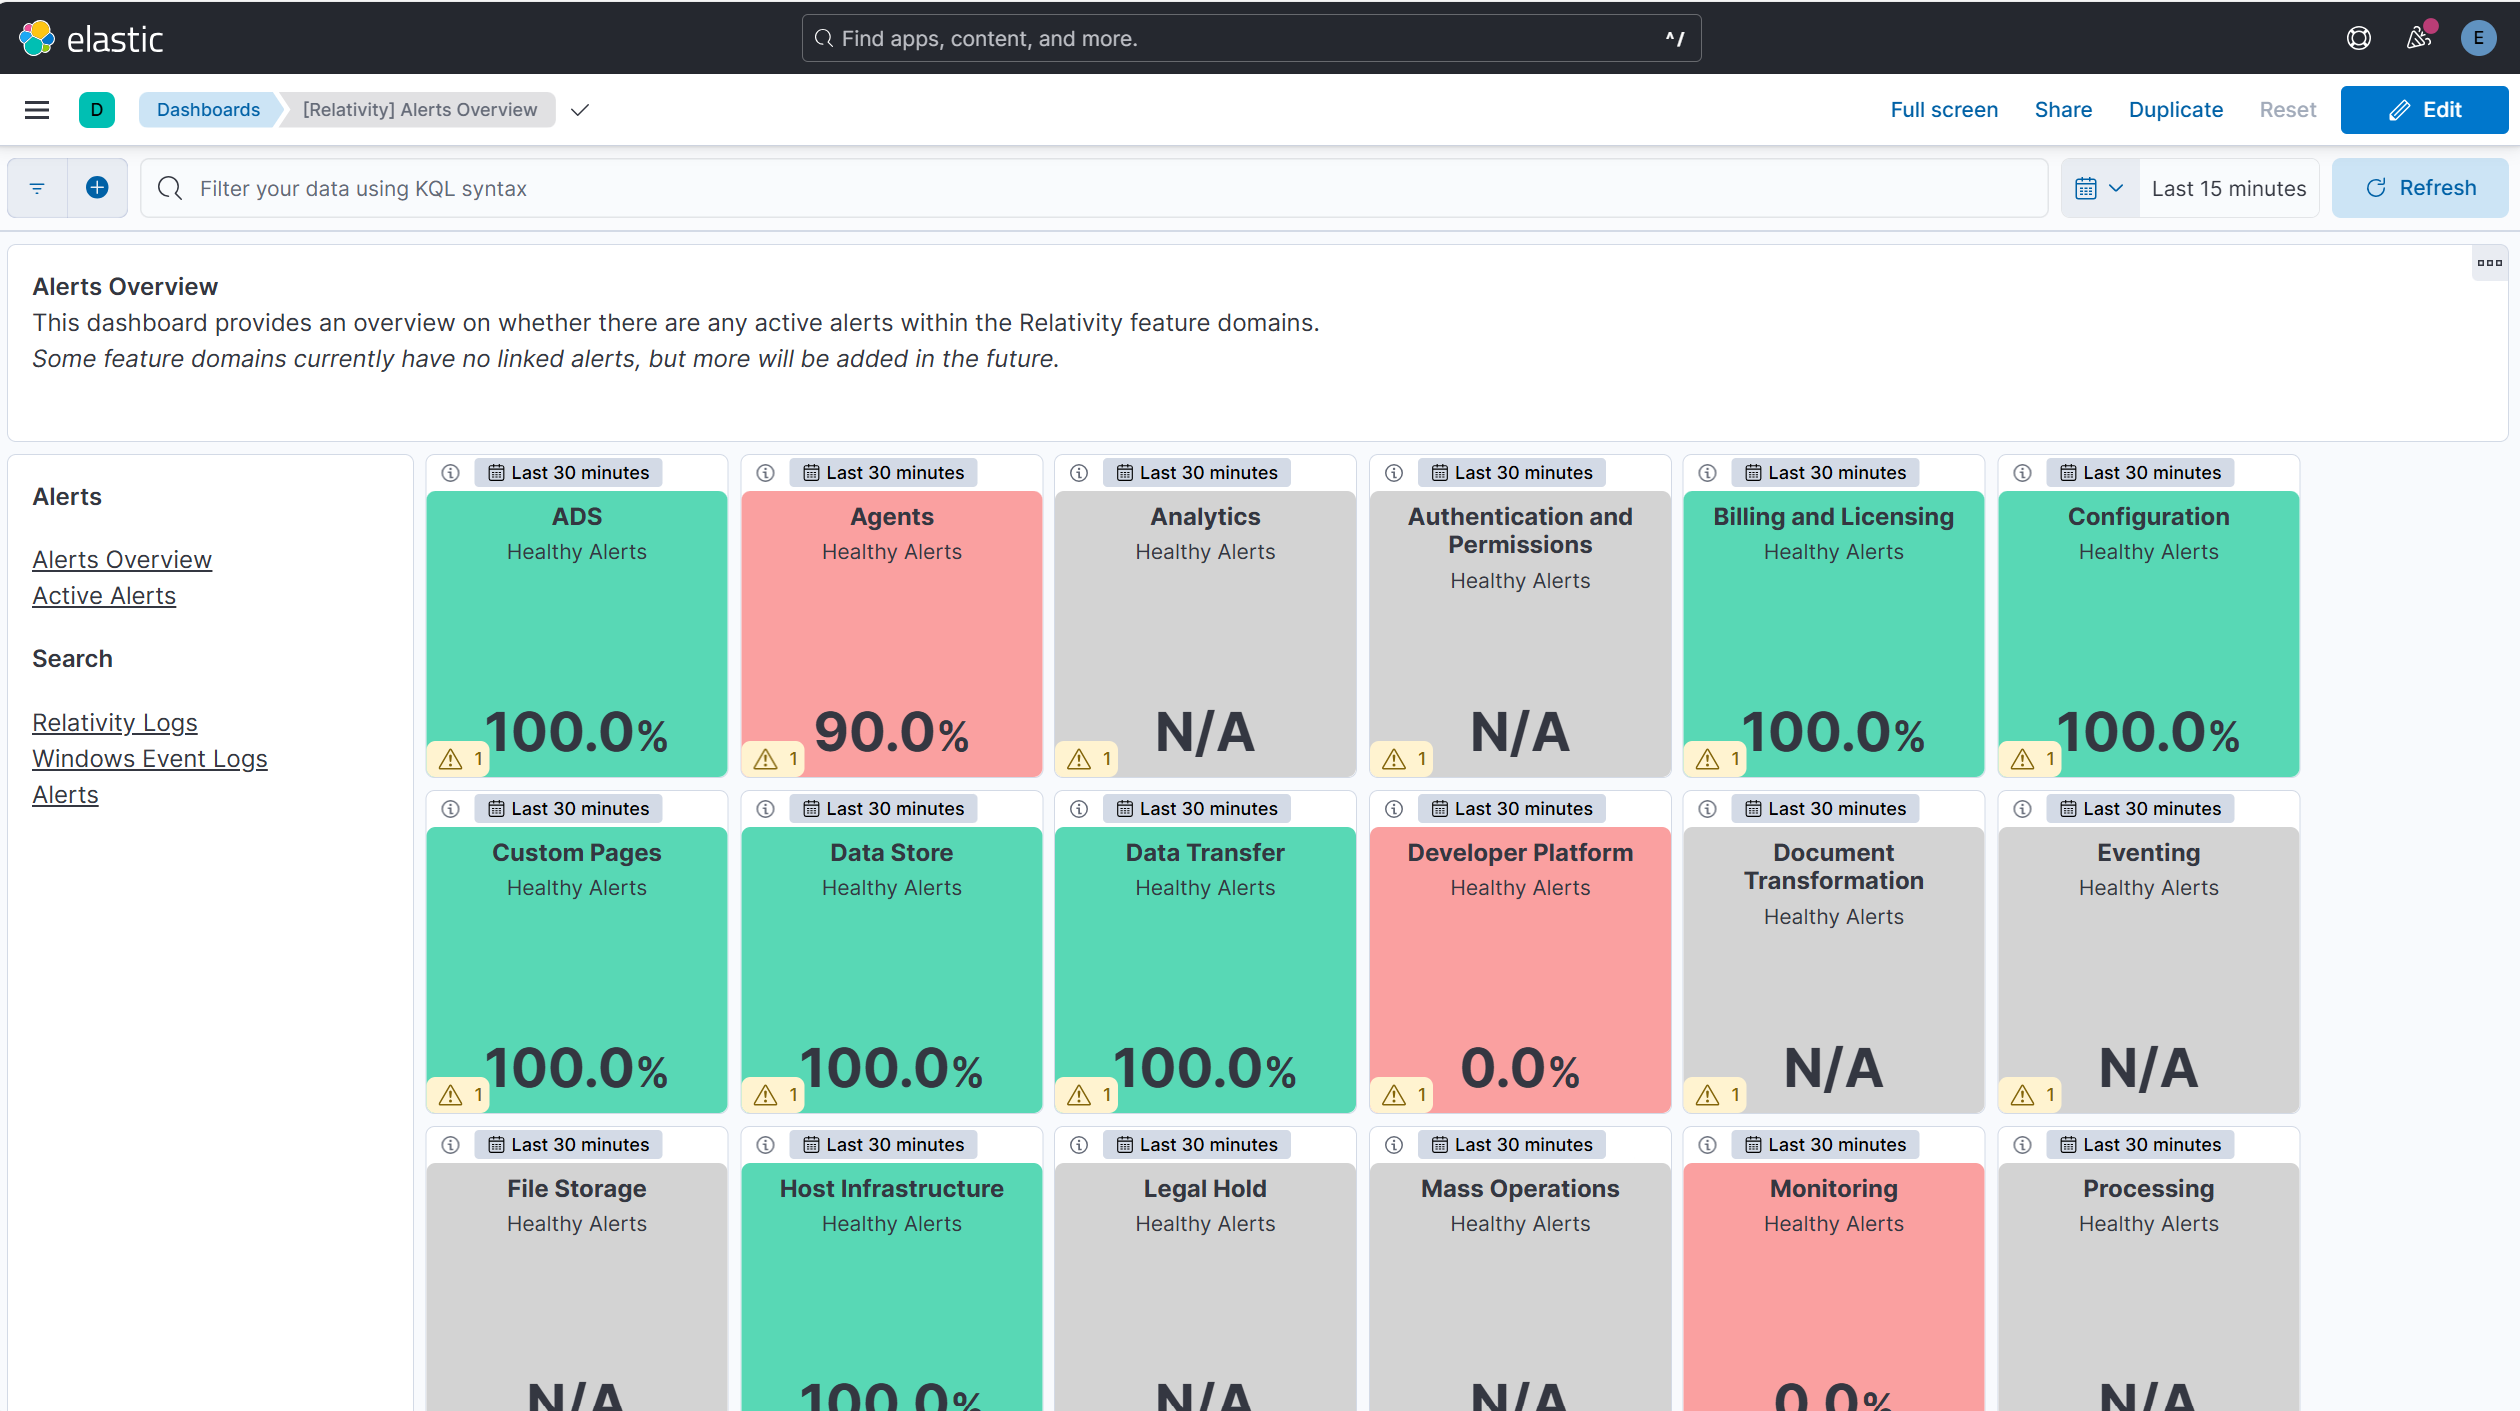 elastic
Find apps, content, and more.
^/
E
D
Dashboards
[Relativity] Alerts Overview
Full screen
Share
Duplicate
Reset
Edit
Filter your data using KQL syntax
Last 15 minutes
Refresh
Alerts Overview
This dashboard provides an overview on whether there are any active alerts within the Relativity feature domains.
Some feature domains currently have no linked alerts, but more will be added in the future.
Alerts
Alerts Overview
Active Alerts
Search
Relativity Logs
Windows Event Logs
Alerts
Last 30 minutes
ADS
Healthy Alerts
100.0%
1
Last 30 minutes
Agents
Healthy Alerts
90.0%
1
Last 30 minutes
Analytics
Healthy Alerts
N/A
1
Last 30 minutes
Authentication and
Permissions
Healthy Alerts
N/A
1
Last 30 minutes
Billing and Licensing
Healthy Alerts
100.0%
1
Last 30 minutes
Configuration
Healthy Alerts
100.0%
1
Last 30 minutes
Custom Pages
Healthy Alerts
100.0%
1
Last 30 minutes
Data Store
Healthy Alerts
100.0%
1
Last 30 minutes
Data Transfer
Healthy Alerts
100.0%
1
Last 30 minutes
Developer Platform
Healthy Alerts
0.0%
1
Last 30 minutes
Document
Transformation
Healthy Alerts
N/A
1
Last 30 minutes
Eventing
Healthy Alerts
N/A
1
Last 30 minutes
File Storage
Healthy Alerts
N/A
Last 30 minutes
Host Infrastructure
Healthy Alerts
100.0%
Last 30 minutes
Legal Hold
Healthy Alerts
N/A
Last 30 minutes
Mass Operations
Healthy Alerts
N/A
Last 30 minutes
Monitoring
Healthy Alerts
0.0%
Last 30 minutes
Processing
Healthy Alerts
N/A